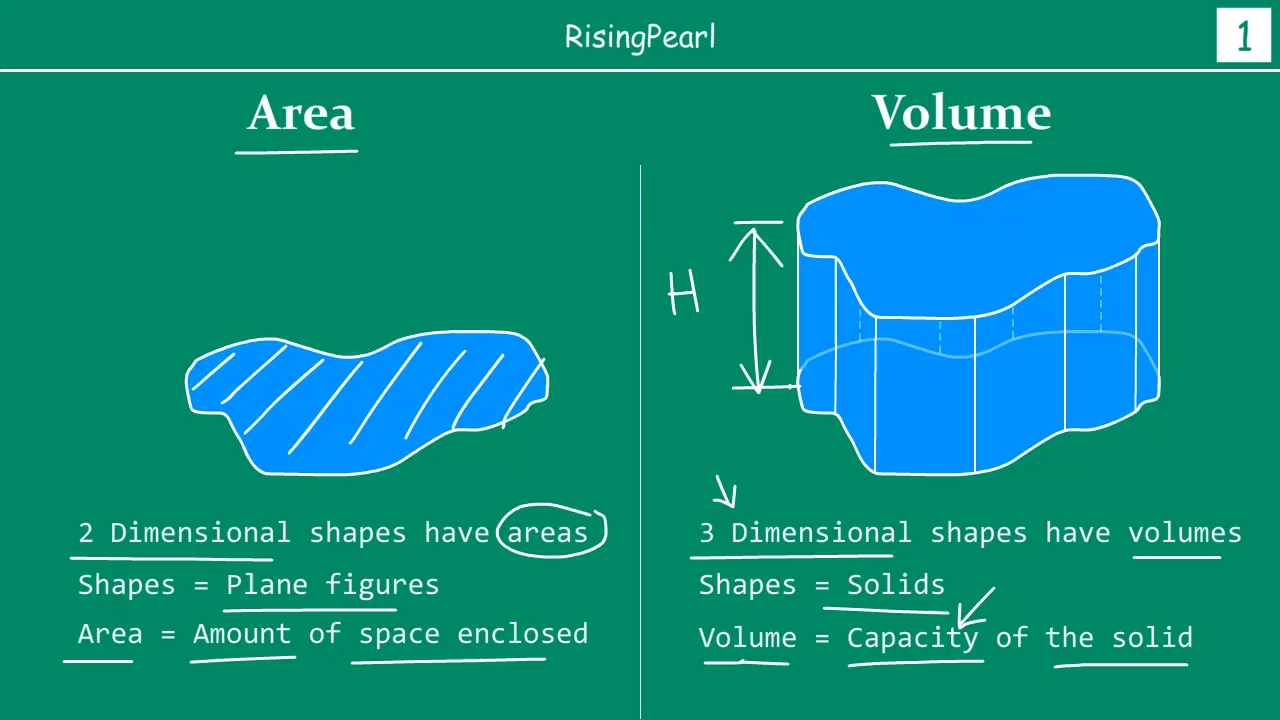 RisingPearl
1
Area
2 Dimensional shapes have areas
Shapes = Plane figures
Area = Amount of space enclosed
Volume
H
3 Dimensional shapes have volumes
Shapes = Solids
Volume = Capacity of the solid